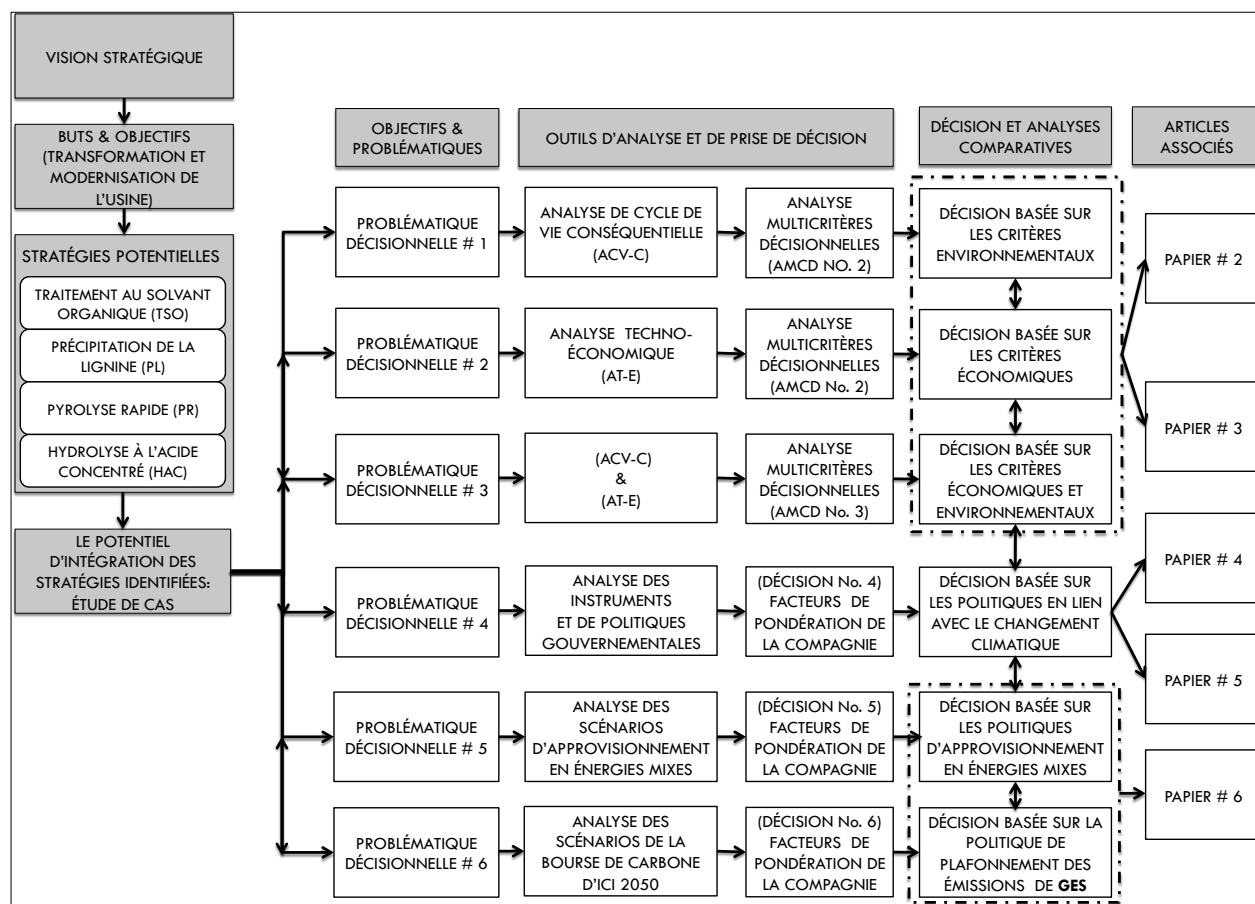 VISION STRATÉGIQUE
BUTS & OBJECTIFS
(TRANSFORMATION ET
MODERNISATION DE
L'USINE)
STRATÉGIES POTENTIELLES
TRAITEMENT AU SOLVANT
ORGANIQUE (TSO)
PRÉCIPITATION DE LA
LIGNINE (PL)
PYROLYSE RAPIDE (PR)
HYDROLYSE À L'ACIDE
CONCENTRÉ (HAC)
LE POTENTIEL
D'INTÉGRATION DES
STRATÉGIES IDENTIFIÉES:
ÉTUDE DE CAS
OBJECTIFS &
PROBLÉMATIQUES
OUTILS D'ANALYSE ET DE PRISE DE DÉCISION
DÉCISION ET ANALYSES
COMPARATIVES
ARTICLES
ASSOCIÉS
PROBLÉMATIQUE
DÉCISIONNELLE # 1
ANALYSE DE CYCLE DE
VIE CONSÉQUENTIELLE
(ACV-C)
ANALYSE
MULTICRITÈRES
DÉCISIONNELLES
(AMCD NO. 2)
DÉCISION BASÉE SUR
LES CRITÈRES
ENVIRONNEMENTAUX
PAPIER # 2
PROBLÉMATIQUE
DÉCISIONNELLE # 2
ANALYSE TECHNO-
ÉCONOMIQUE
(AT-E)
ANALYSE
MULTICRITÈRES
DÉCISIONNELLES
(AMCD No. 2)
DÉCISION BASÉE SUR
LES CRITÈRES
ÉCONOMIQUES
PAPIER # 3
PROBLÉMATIQUE
DÉCISIONNELLE # 3
(ACV-C)
&
(AT-E)
ANALYSE
MULTICRITÈRES
DÉCISIONNELLES
(AMCD No. 3)
DÉCISION BASÉE SUR
LES CRITÈRES
ÉCONOMIQUES ET
ENVIRONNEMENTAUX
PROBLÉMATIQUE
DÉCISIONNELLE # 4
ANALYSE DES
INSTRUMENTS
ET DE POLITIQUES
GOUVERNEMENTALES
(DÉCISION No. 4)
FACTEURS DE
PONDÉRATION DE
LA COMPAGNIE
DÉCISION BASÉE SUR
LES POLITIQUES EN LIEN
AVEC LE CHANGEMENT
CLIMATIQUE
PAPIER # 4
PAPIER # 5
PROBLÉMATIQUE
DÉCISIONNELLE # 5
ANALYSE DES
SCÉNARIOS
D'APPROVISIONNEMENT
EN ÉNERGIES MIXES
(DÉCISION No. 5)
FACTEURS DE
PONDÉRATION DE
LA COMPAGNIE
DÉCISION BASÉE SUR
LES POLITIQUES
D'APPROVISIONNEMENT
EN ÉNERGIES MIXES
PAPIER # 6
PROBLÉMATIQUE
DÉCISIONNELLE # 6
ANALYSE DES
SCÉNARIOS DE LA
BOURSE DE CARBONE
D'ICI 2050
(DÉCISION No. 6)
FACTEURS DE
PONDÉRATION DE
LA COMPAGNIE
DÉCISION BASÉE SUR LA
POLITIQUE DE
PLAFONNEMENT DES
ÉMISSIONS DE GES